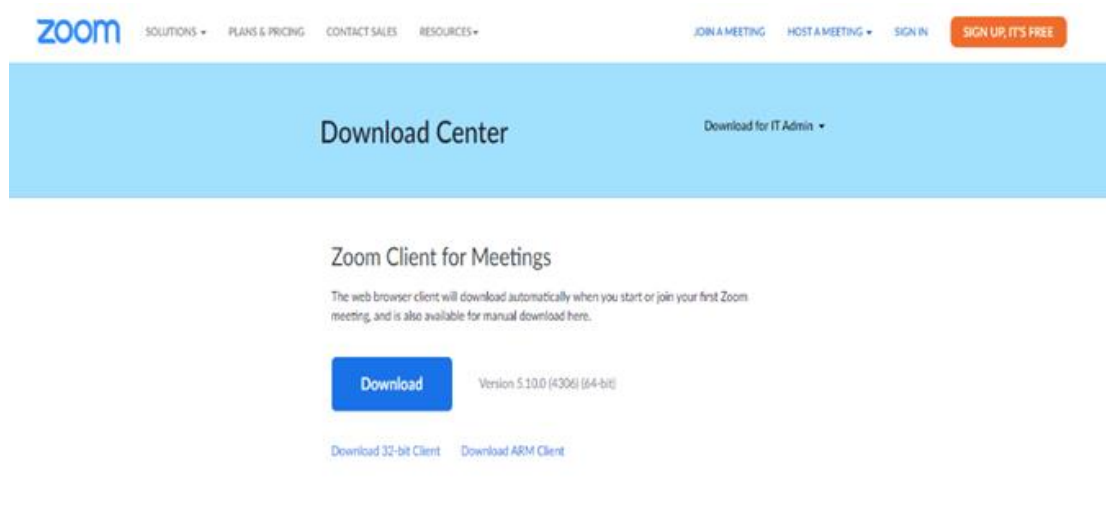 zoom SOLUTIONS PLANS & PRICING CONTACT SALES RESOURCES JOIN A MEETING HOST A MEETING SIGN IN SIGN UP, IT'S FREE
Download Center Download for IT Admin
Zoom Client for Meetings
The web browser client will download automatically when you start or join your first Zoom
meeting, and is also available for manual download here.
Download Version 5.10.0 (4306) (64-bit)
Download 32-bit Client Download ARM Client